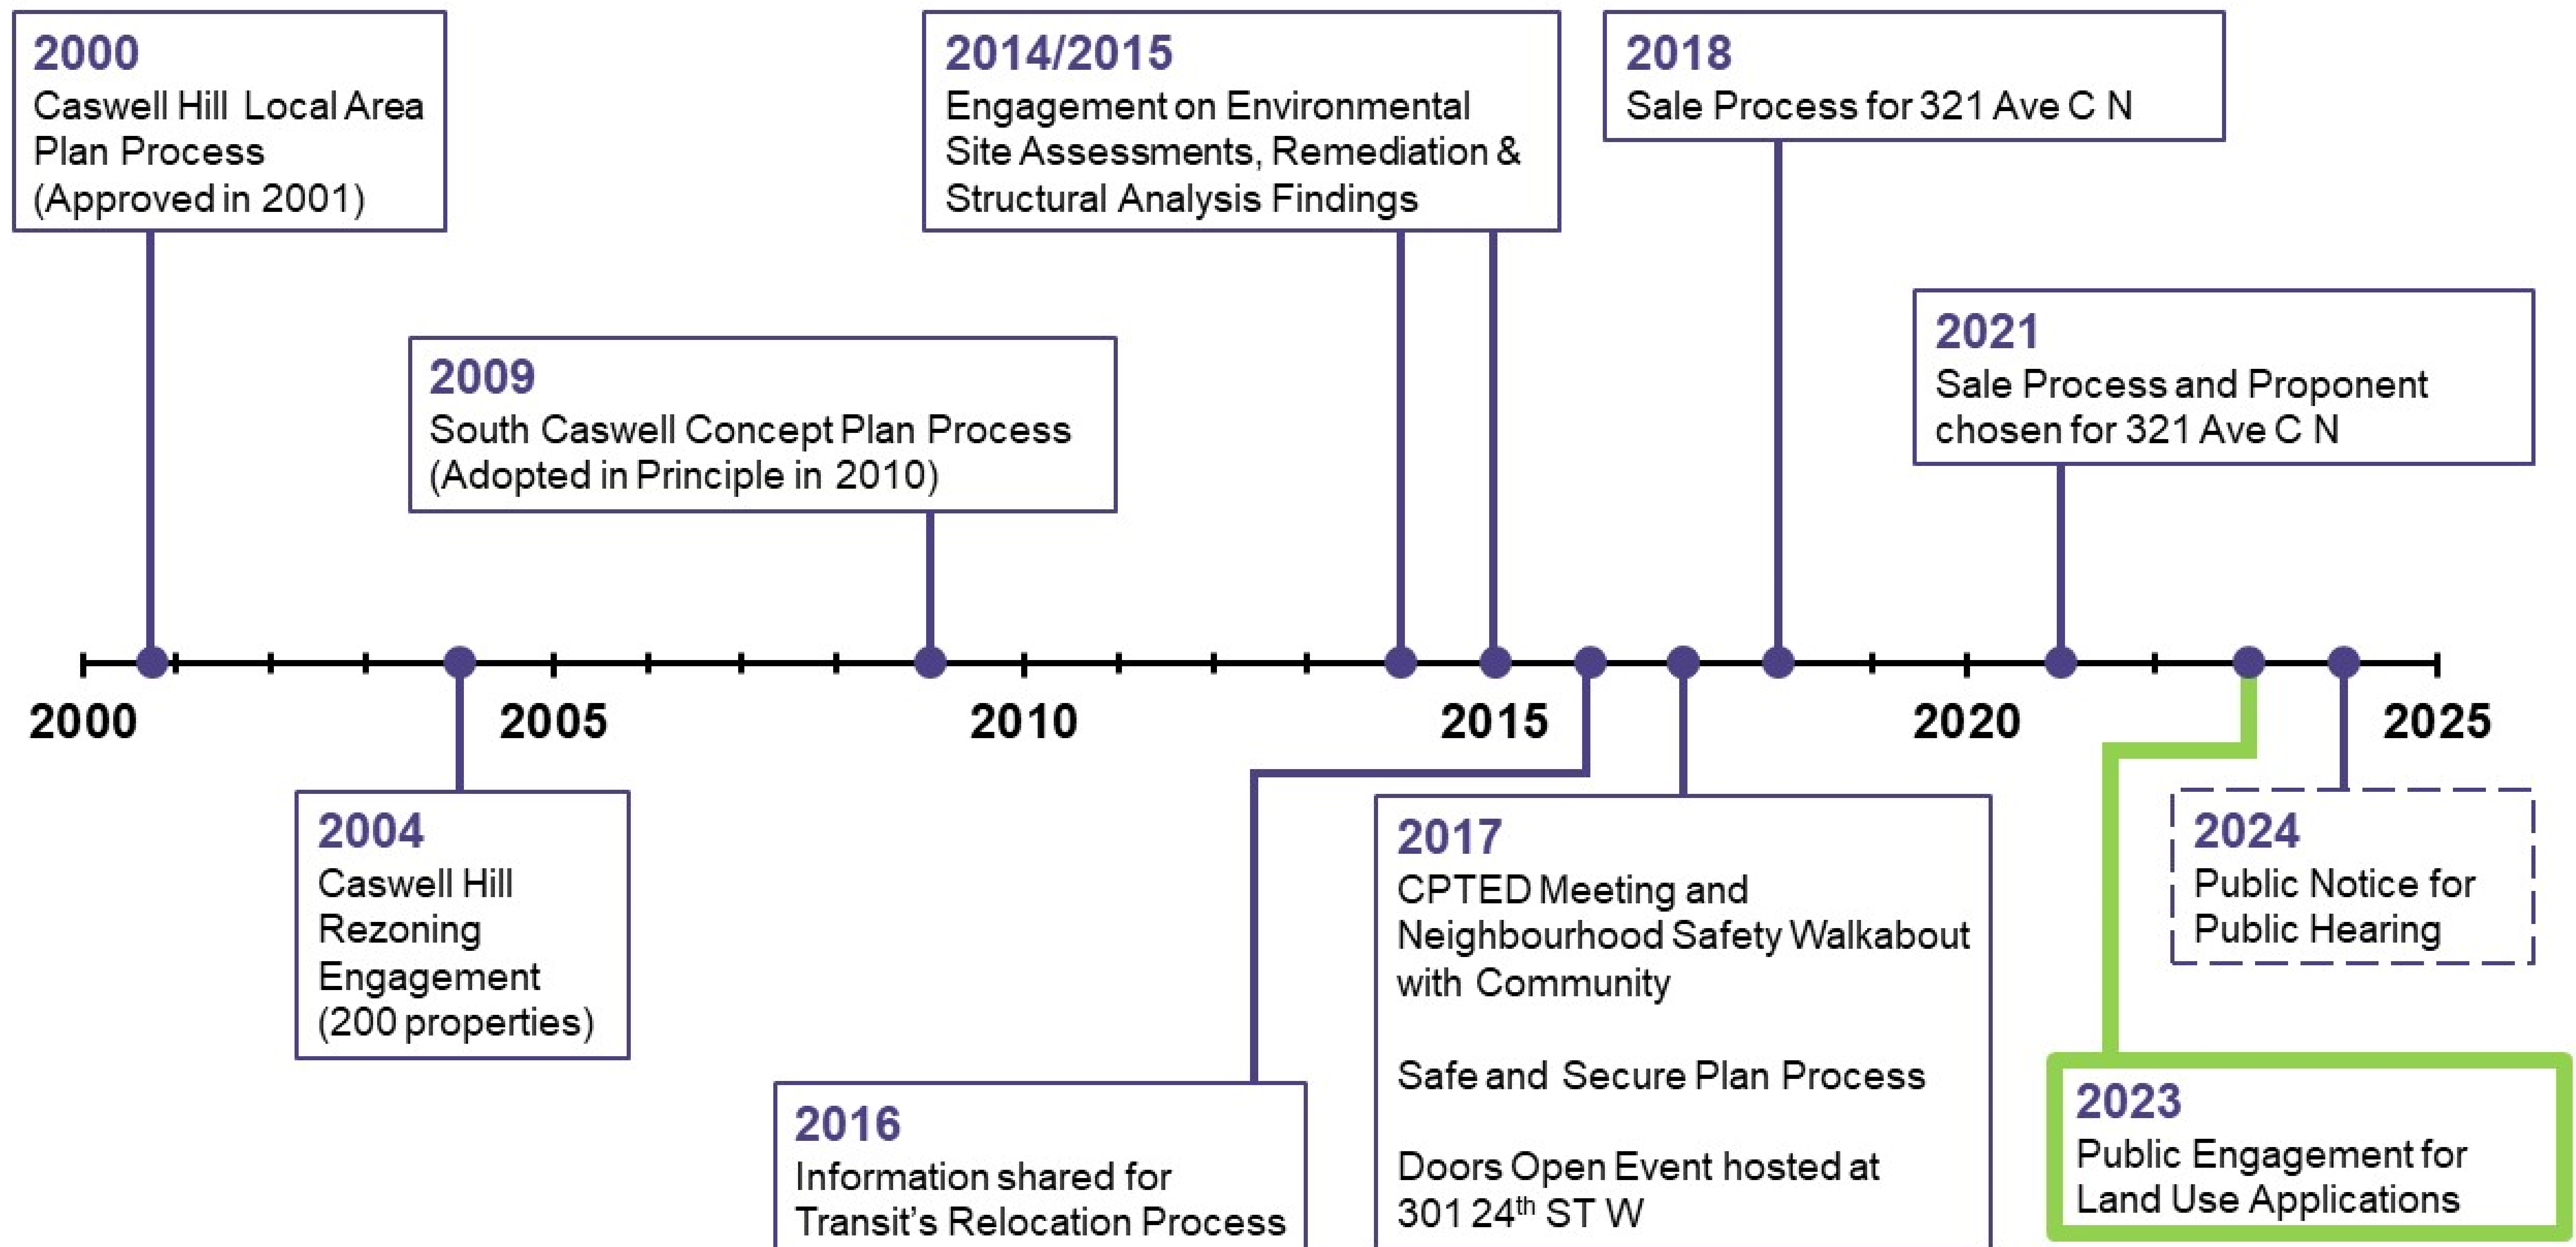 2000
Caswell Hill Local Area
Plan Process
(Approved in 2001)
2014/2015
Engagement on Environmental
Site Assessments, Remediation &
Structural Analysis Findings
2018
Sale Process for 321 Ave C N
2009
South Caswell Concept Plan Process
(Adopted in Principle in 2010)
2021
Sale Process and Proponent
chosen for 321 Ave C N
2000 2005 2010 2015 2020 2025
2004
Caswell Hill
Rezoning
Engagement
(200 properties)
2016
Information shared for
Transit's Relocation Process
2017
CPTED Meeting and
Neighbourhood Safety Walkabout
with Community
Safe and Secure Plan Process
Doors Open Event hosted at
301 24th ST W
2024
Public Notice for
Public Hearing
2023
Public Engagement for
Land Use Applications